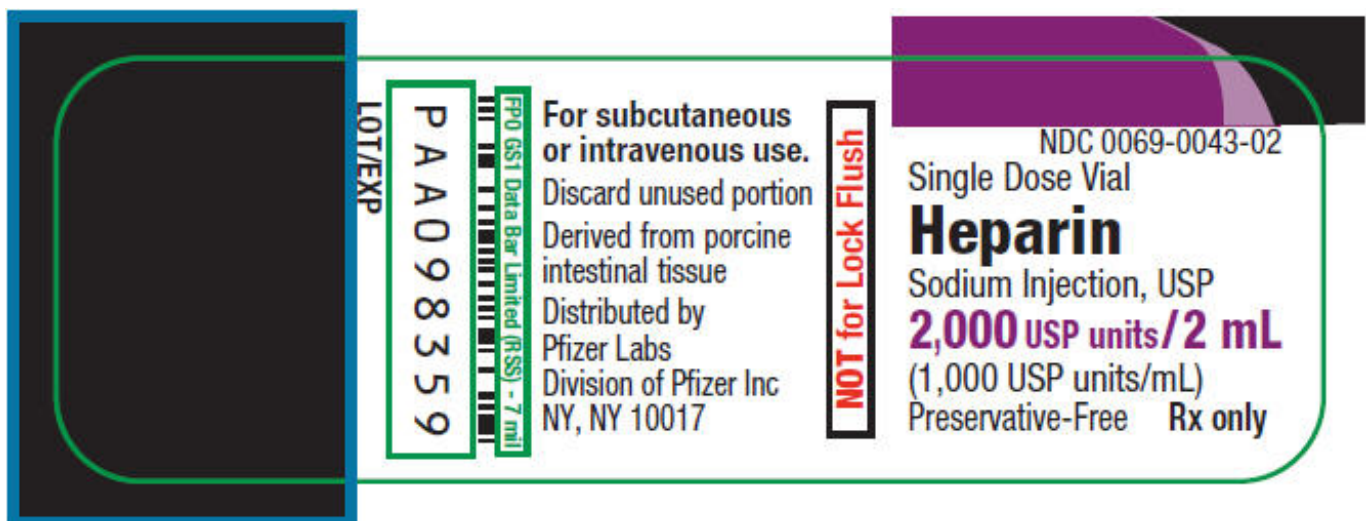 LOT/EXP
PAA098359
FPO GS1 Data Bar Limited (RSS) - 7 mil
For subcutaneous
or intravenous use.
Discard unused portion
Derived from porcine
intestinal tissue
Distributed by
Pfizer Labs
Division of Pfizer Inc
NY, NY 10017
NOT for Lock Flush
NDC 0069-0043-02
Single Dose Vial
Heparin
Sodium Injection, USP
2,000 USP units/2 mL
(1,000 USP units/mL)
Preservative-Free Rx only